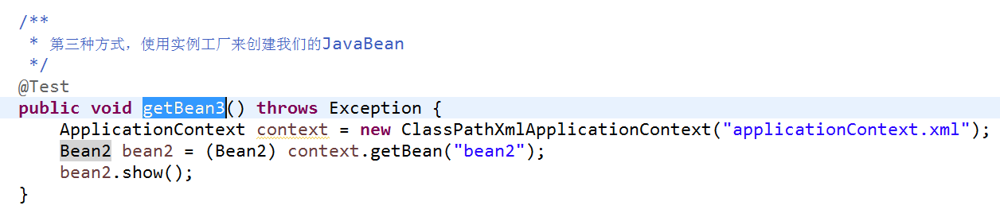 /**
 * 第三种方式，使用实例工厂来创建我们的JavaBean
 */
@Test
public void getBean3() throws Exception {
    ApplicationContext context = new ClassPathXmlApplicationContext("applicationContext.xml");
    Bean2 bean2 = (Bean2) context.getBean("bean2");
    bean2.show();
}